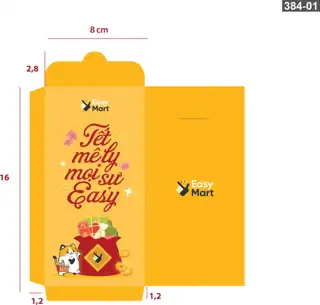 384-01
8 cm
2,8
Easy
Mart
Tết
mê ly
mọi sự
Easy
16
Easy
Mart
1,2
1,2